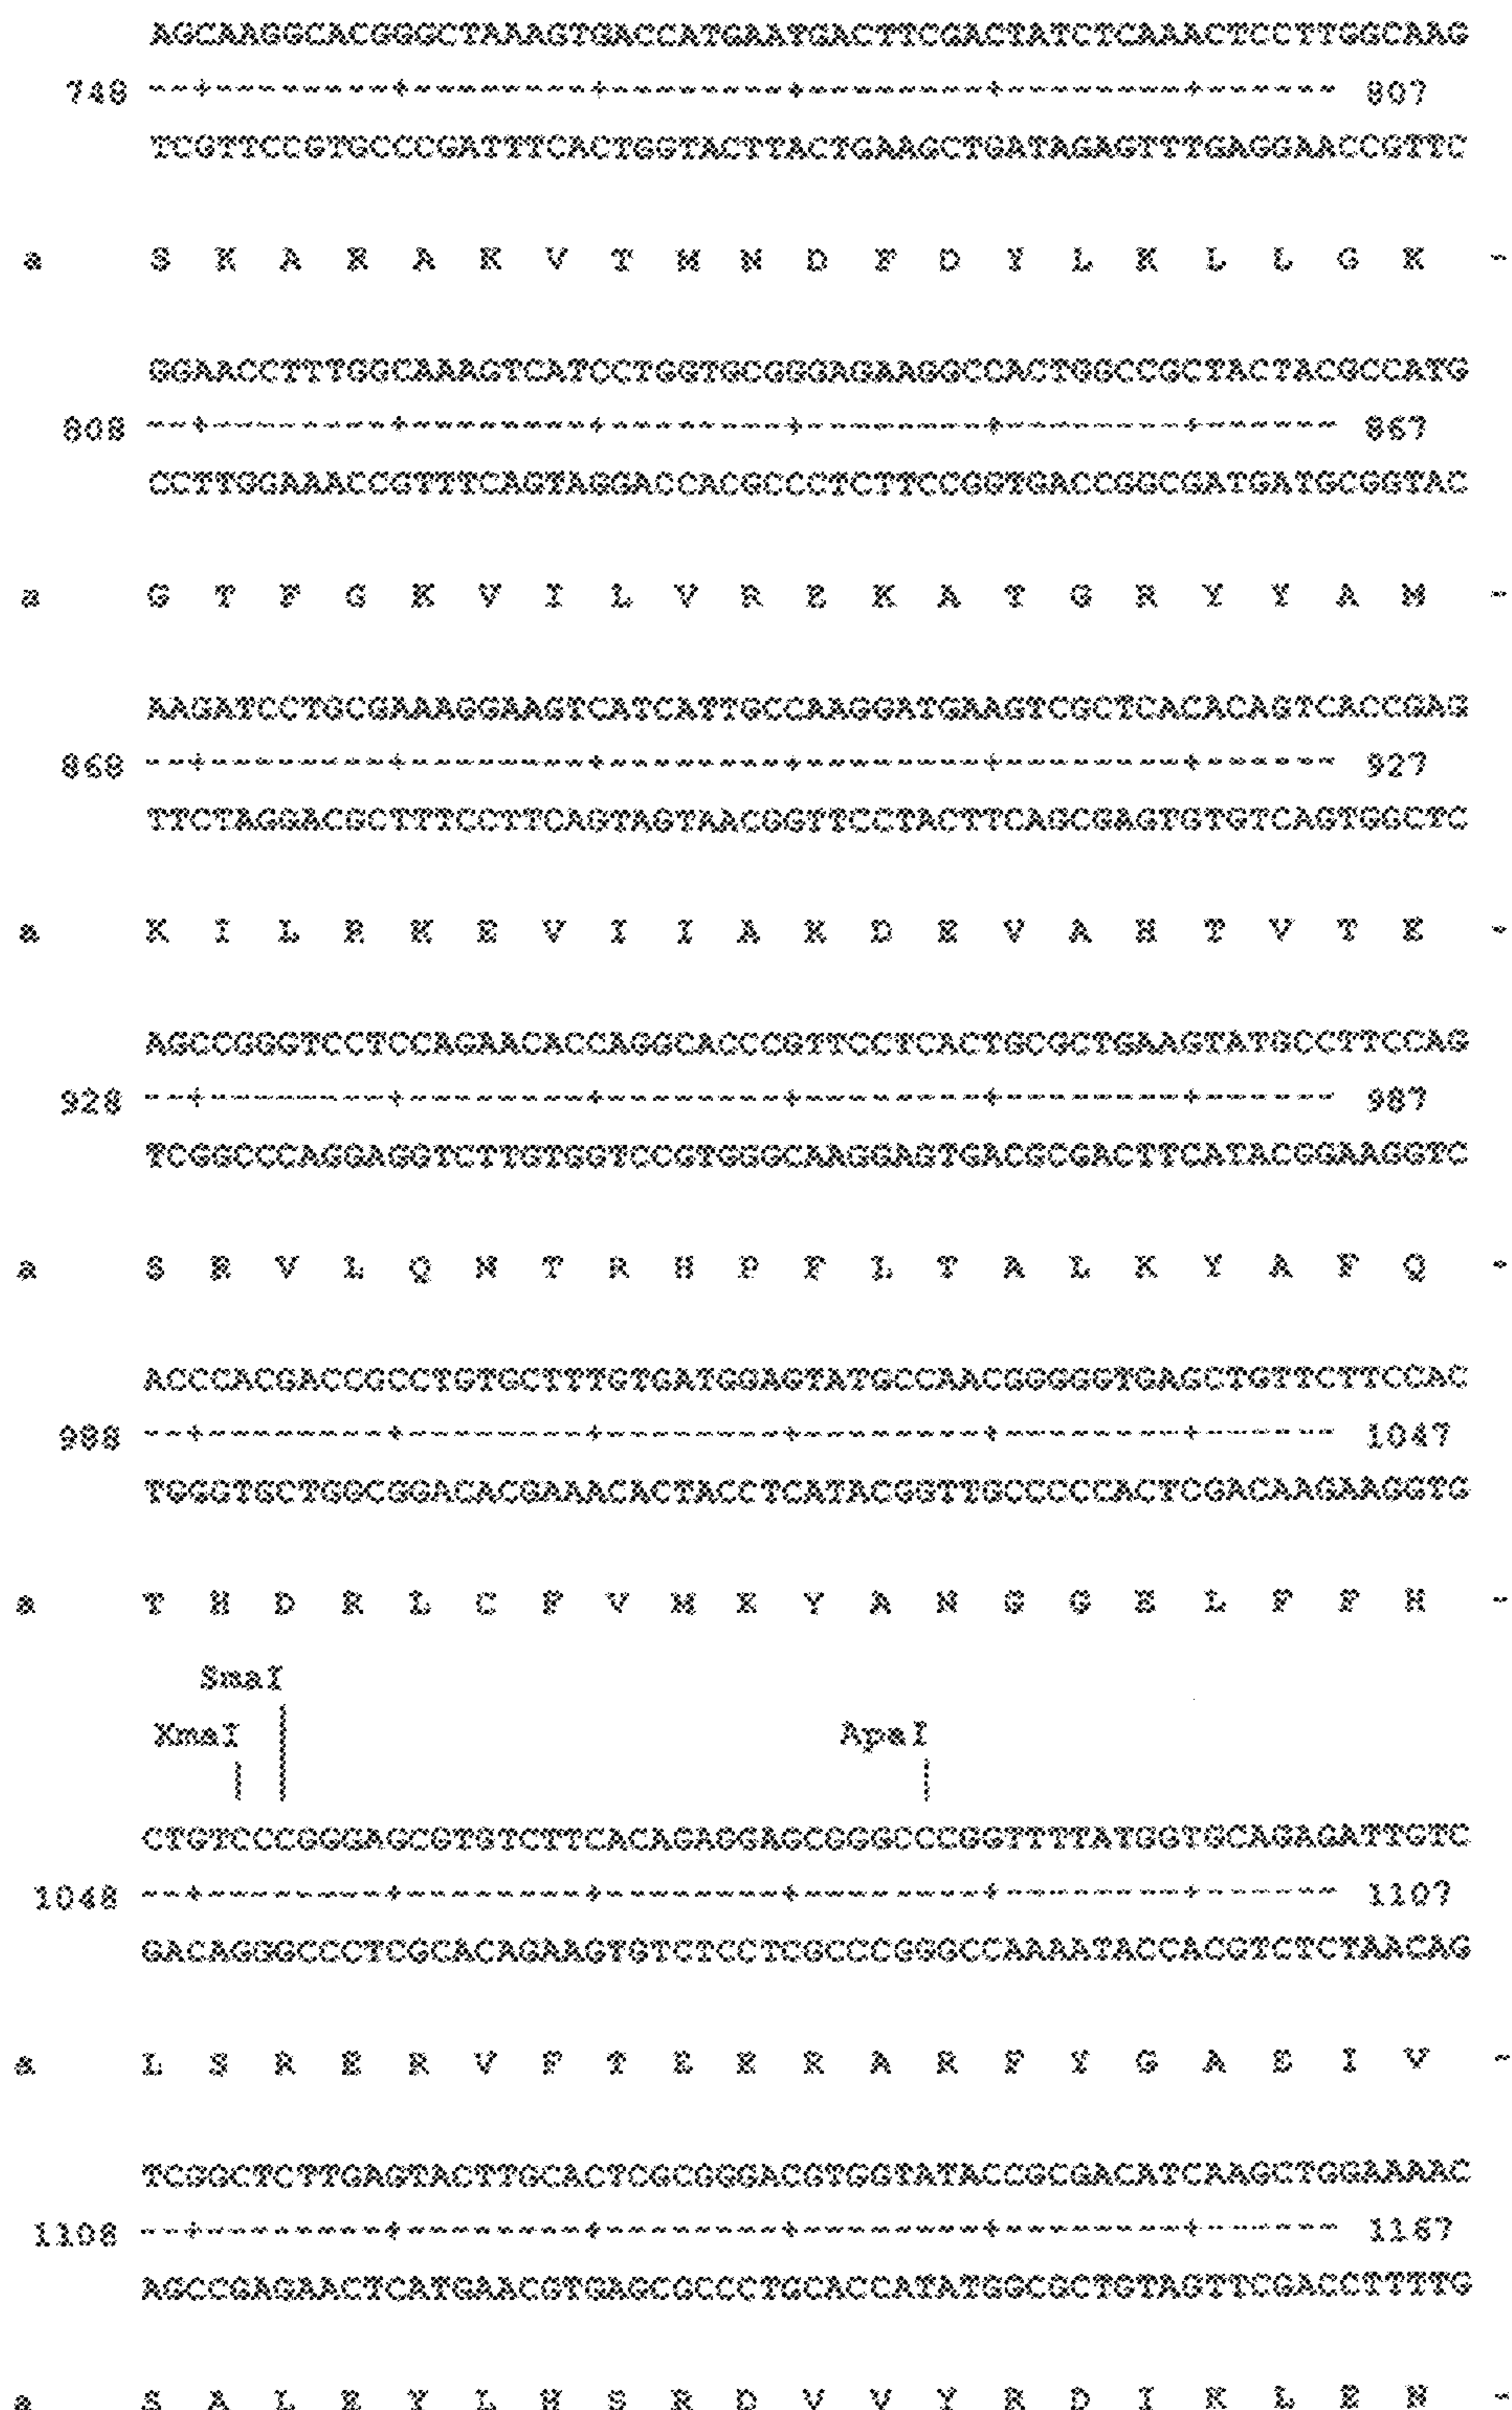 AGCAAGGCACGGGCTAAAGTGACCATGAATGACTTCGACTATCTCAAACTCCTTGGCAAG
748 --+---------+---------+---------+---------+---------+------- 807
TCGTTCCGTGCCCGATTTCACTGGTACTTACTGAAGCTGATAGAGTTTGAGGAACCGTTC
a S K A R A K V T M N D F D Y L K L L G K -
GGAACCTTTGGCAAAGTCATCCTGGTGCGGGAGAAGGCCACTGGCCGCTACTACGCCATG
808 --+---------+---------+---------+---------+---------+------- 867
CCTTGGAAACCGTTTCAGTAGGACCACGCCCTCTTCCGGTGACCGGCGATGATGCGGTAC
a G T F G K V I L V R E K A T G R Y Y A M -
AAGATCCTGCGAAAGGAAGTCATCATTGCCAAGGATGAAGTCGCTCACACAGTCACCGAG
868 --+---------+---------+---------+---------+---------+------- 927
TTCTAGGACGCTTTCCTTCAGTAGTAACGGTTCCTACTTCAGCGAGTGTGTCAGTGGCTC
a K I L R K E V I I A K D E V A H T V T E -
AGCCGGGTCCTCCAGAACACCAGGCACCCGTTCCTCACTGCGCTGAAGTATGCCTTCCAG
928 --+---------+---------+---------+---------+---------+------- 987
TCGGCCCAGGAGGTCTTGTGGTCCGTGGGCAAGGAGTGACGCGACTTCATACGGAAGGTC
a S R V L Q N T R H P F L T A L K Y A F Q -
ACCCACGACCGCCTGTGCTTTGTGATGGAGTATGCCAACGGGGGTGAGCTGTTCTTCCAC
988 --+---------+---------+---------+---------+---------+------- 1047
TGGGTGCTGGCGGACACGAAACACTACCTCATACGGTTGCCCCCACTCGACAAGAAGGTG
a T H D R L C F V M E Y A N G G E L F F H -
SmaI
XmaI ApaI
CTGTCCCGGGAGCGTGTCTTCACAGAGGAGCGGGCCCGGTTTTATGGTGCAGAGATTGTC
1048 --+---------+---------+---------+---------+---------+------- 1107
GACAGGGCCCTCGCACAGAAGTGTCTCCTCGCCCGGGCCAAAATACCACGTCTCTAACAG
a L S R E R V F T E E R A R F Y G A E I V -
TCGGCTCTTGAGTACTTGCACTCGCGGGACGTGGTATACCGCGACATCAAGCTGGAAAAC
1108 --+---------+---------+---------+---------+---------+------- 1167
AGCCGAGAACTCATGAACGTGAGCGCCCTGCACCATATGGCGCTGTAGTTCGACCTTTTG
a S A L E Y L H S R D V V Y R D I K L E N -